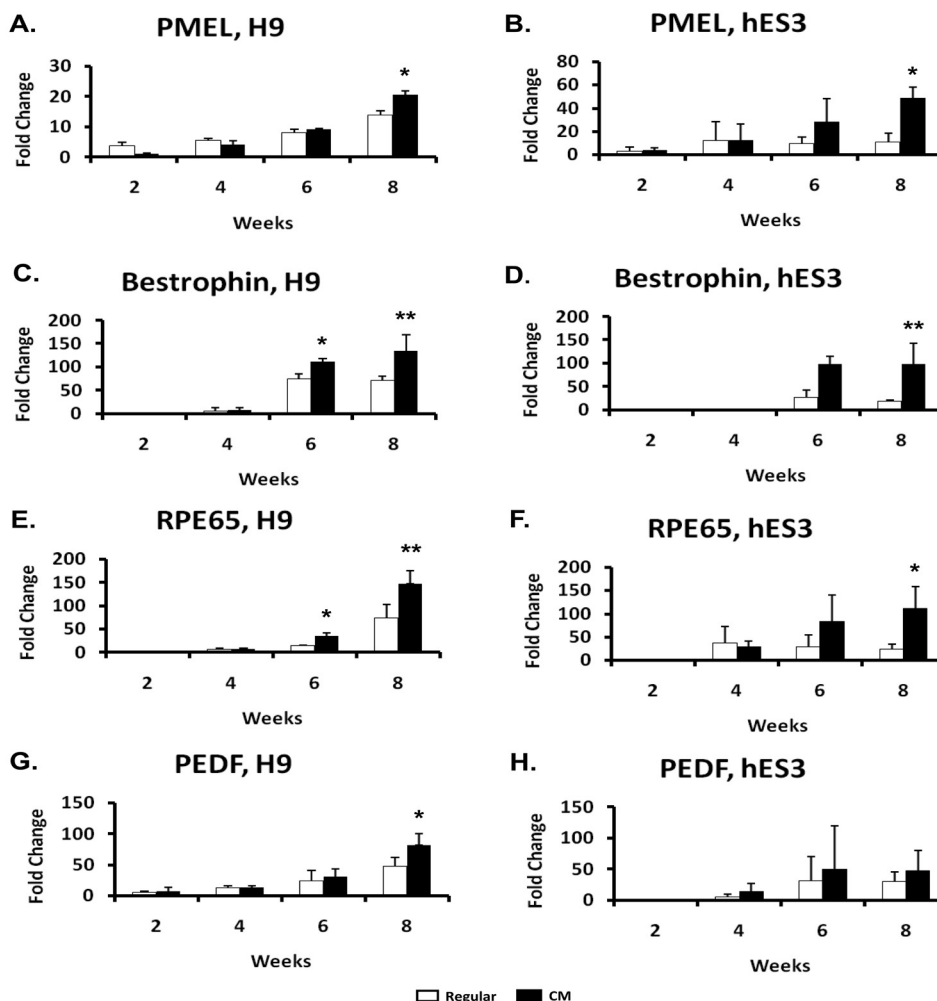 A.
PMEL, H9
Fold Change
30
20
10
0
*
2 4 6 8
Weeks
B.
PMEL, hES3
Fold Change
80
60
40
20
0
*
2 4 6 8
Weeks
C.
Bestrophin, H9
Fold Change
200
150
100
50
0
*
**
2 4 6 8
Weeks
D.
Bestrophin, hES3
Fold Change
200
150
100
50
0
**
2 4 6 8
Weeks
E.
RPE65, H9
Fold Change
200
150
100
50
0
*
**
2 4 6 8
Weeks
F.
RPE65, hES3
Fold Change
200
150
100
50
0
*
2 4 6 8
Weeks
G.
PEDF, H9
Fold Change
150
100
50
0
*
2 4 6 8
Weeks
H.
PEDF, hES3
Fold Change
150
100
50
0
2 4 6 8
Weeks
Regular CM